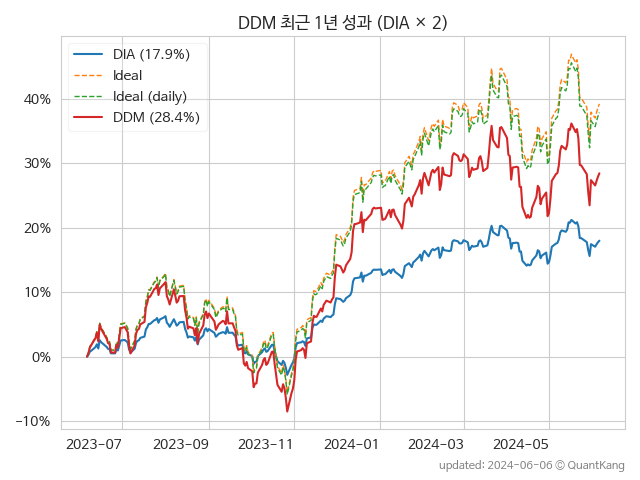 DDM 최근 1년 성과 (DIA × 2)
DIA (17.9%)
Ideal
Ideal (daily)
DDM (28.4%)
40%
30%
20%
10%
0%
−10%
2023-07
2023-09
2023-11
2024-01
2024-03
2024-05
updated: 2024-06-06 © QuantKang